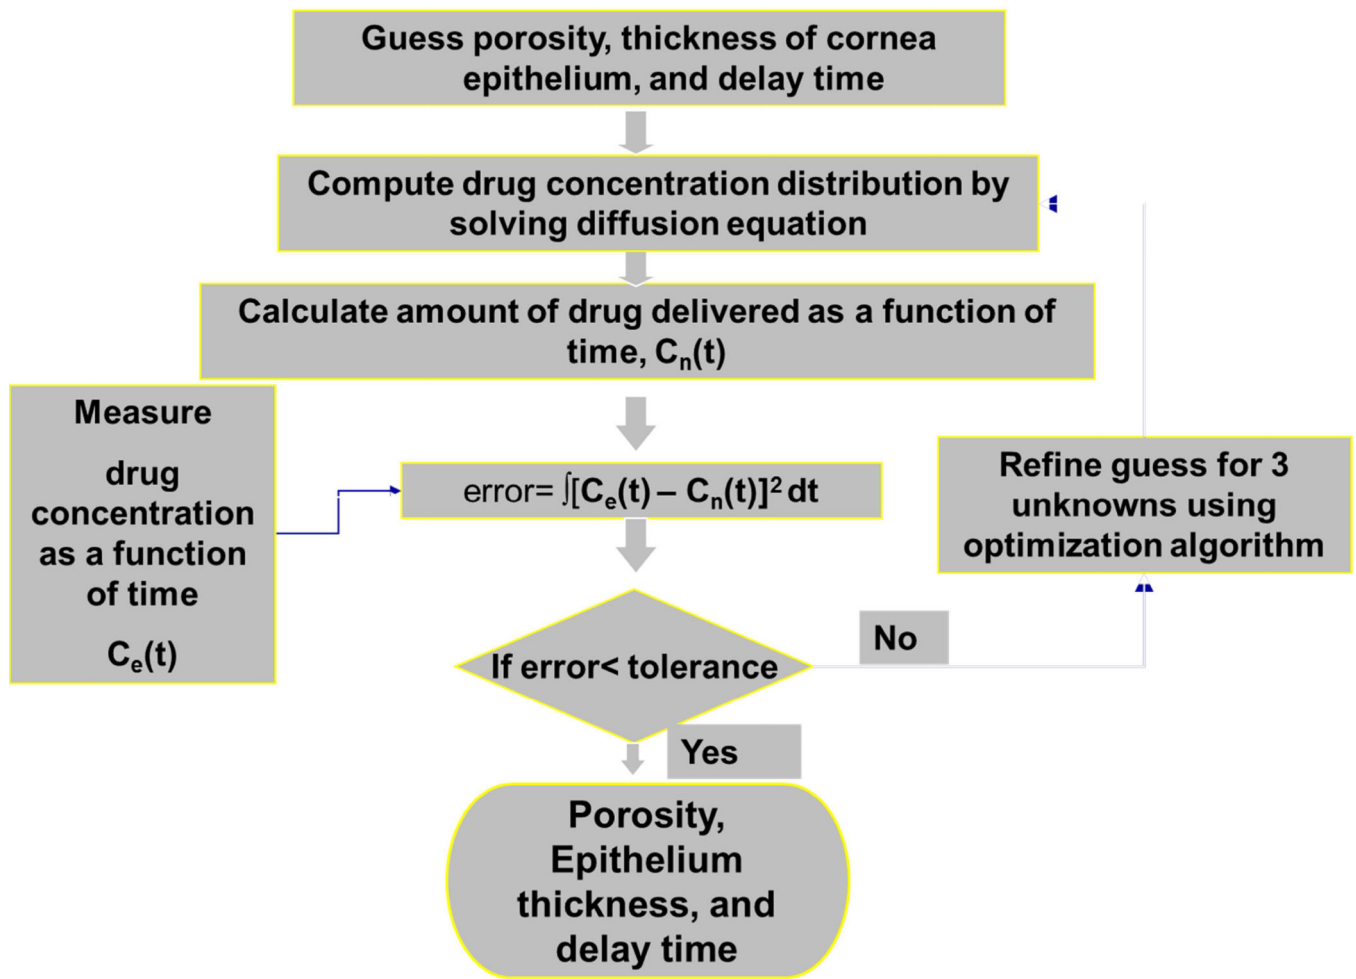 Guess porosity, thickness of cornea
epithelium, and delay time
Compute drug concentration distribution by
solving diffusion equation
Calculate amount of drug delivered as a function of
time, Cₙ(t)
Measure
drug
concentration
as a function
of time
Cₑ(t)
error= ∫[Cₑ(t) – Cₙ(t)]² dt
Refine guess for 3
unknowns using
optimization algorithm
If error< tolerance
No
Yes
Porosity,
Epithelium
thickness, and
delay time